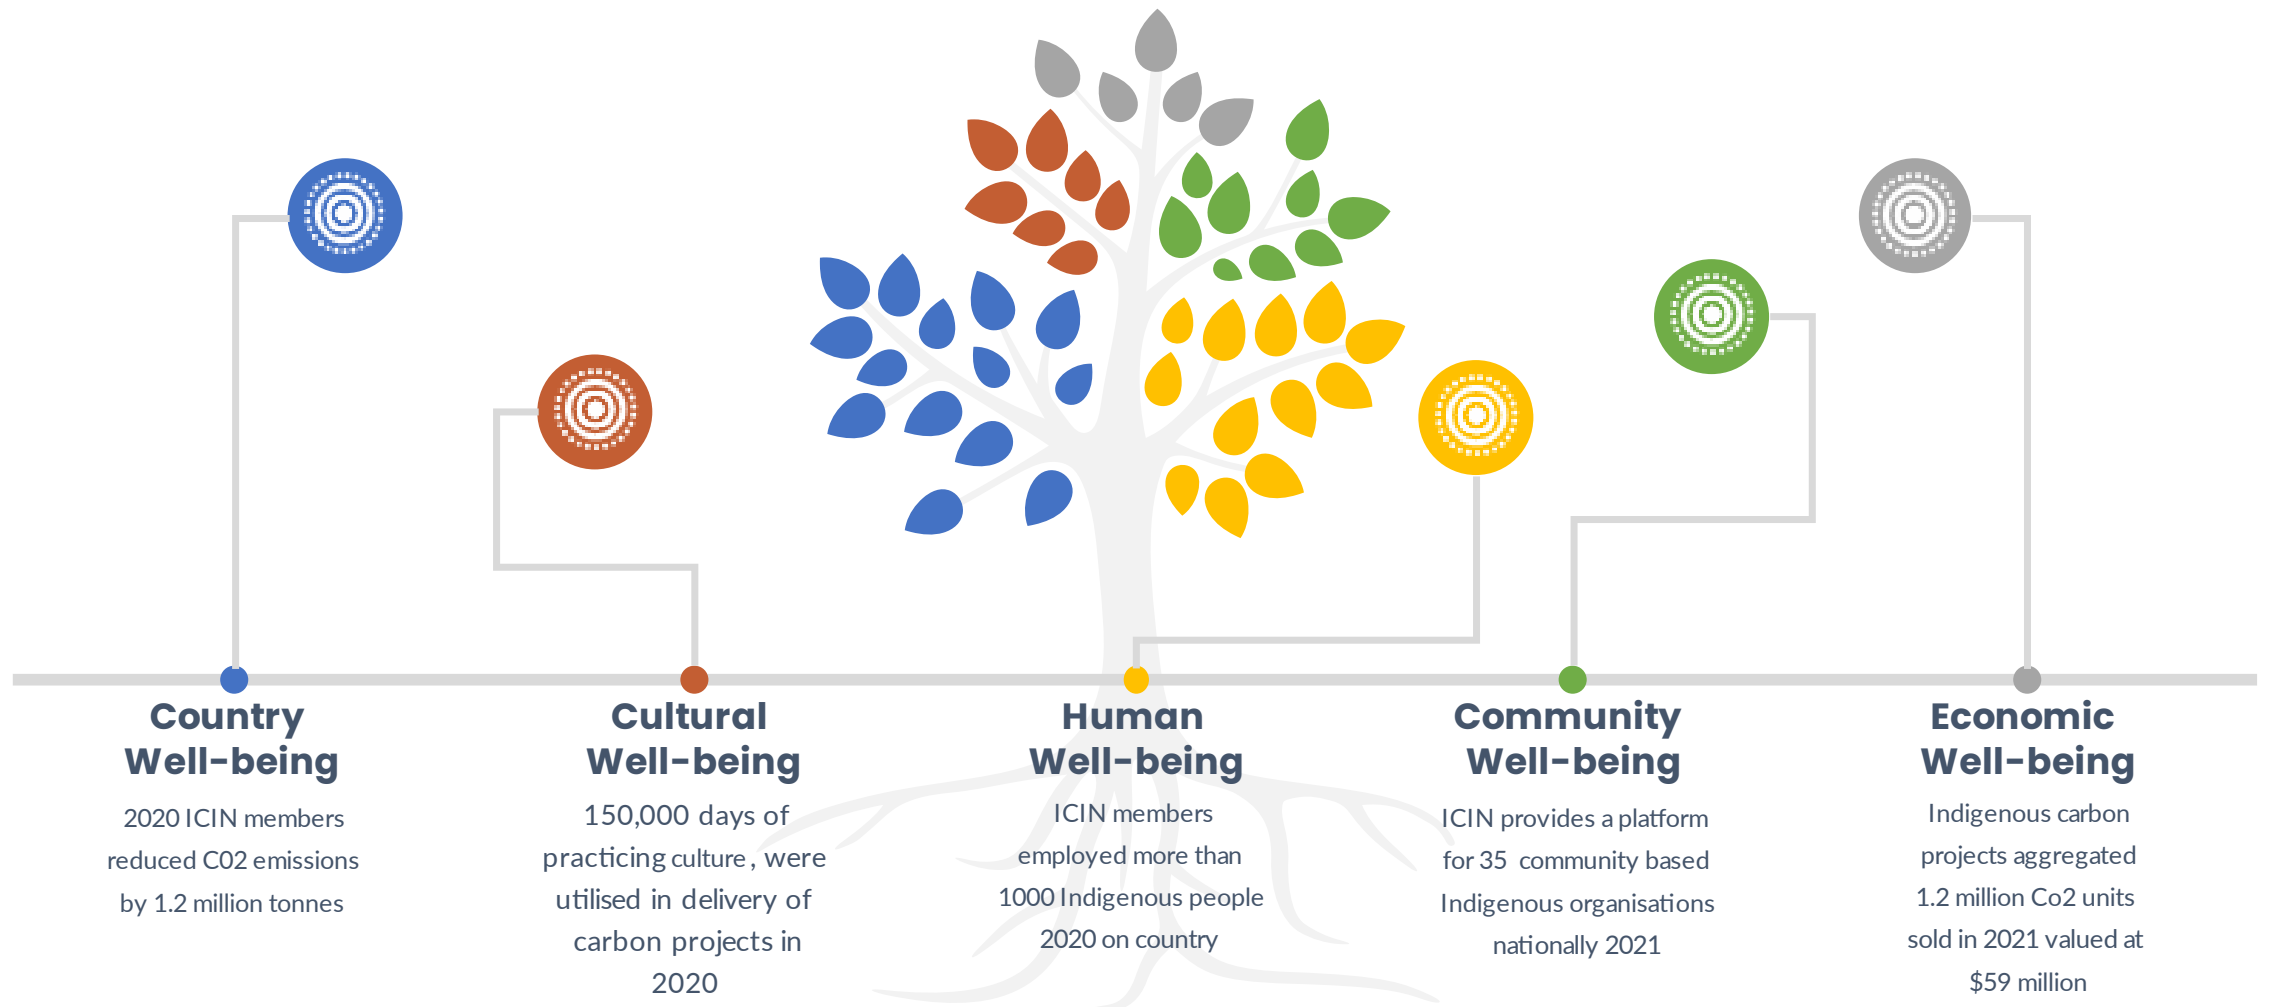 Country
Well-being
2020 ICIN members
reduced C02 emissions
by 1.2 million tonnes
Cultural
Well-being
150,000 days of
practicing culture, were
utilised in delivery of
carbon projects in
2020
Human
Well-being
ICIN members
employed more than
1000 Indigenous people
2020 on country
Community
Well-being
ICIN provides a platform
for 35 community based
Indigenous organisations
nationally 2021
Economic
Well-being
Indigenous carbon
projects aggregated
1.2 million Co2 units
sold in 2021 valued at
$59 million